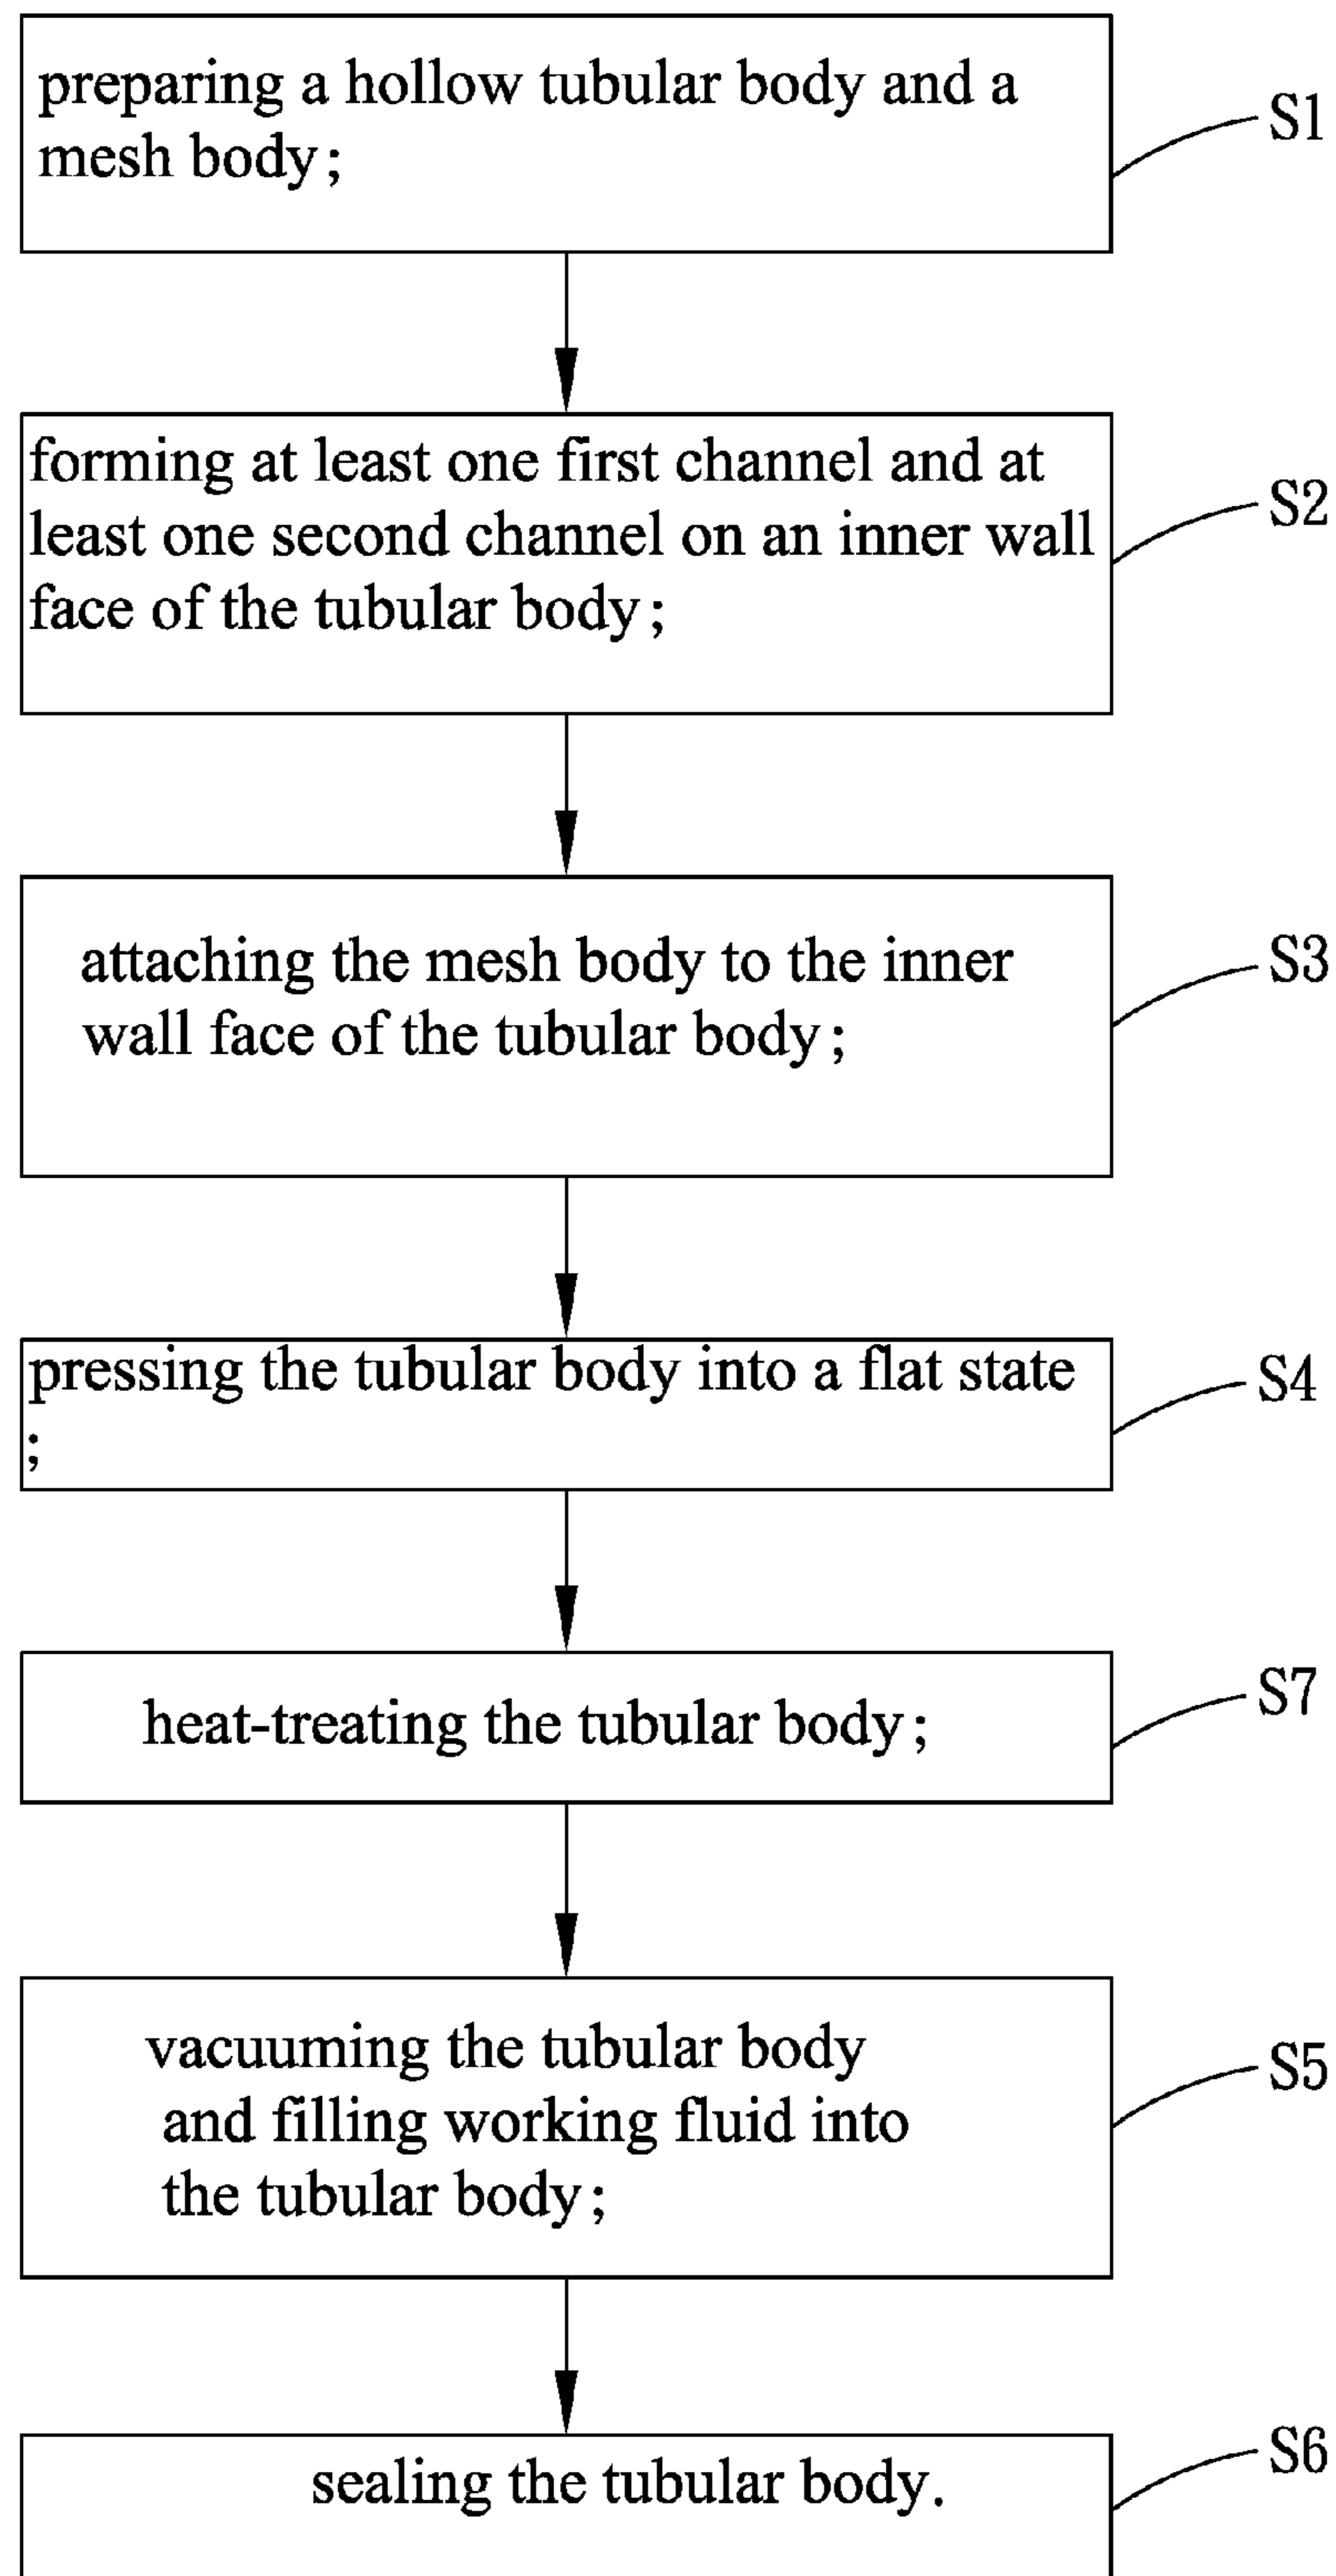 preparing a hollow tubular body and a
mesh body;
S1
forming at least one first channel and at
least one second channel on an inner wall
face of the tubular body;
S2
attaching the mesh body to the inner
wall face of the tubular body;
S3
pressing the tubular body into a flat state
;
S4
heat-treating the tubular body;
S7
vacuuming the tubular body
and filling working fluid into
the tubular body;
S5
sealing the tubular body.
S6